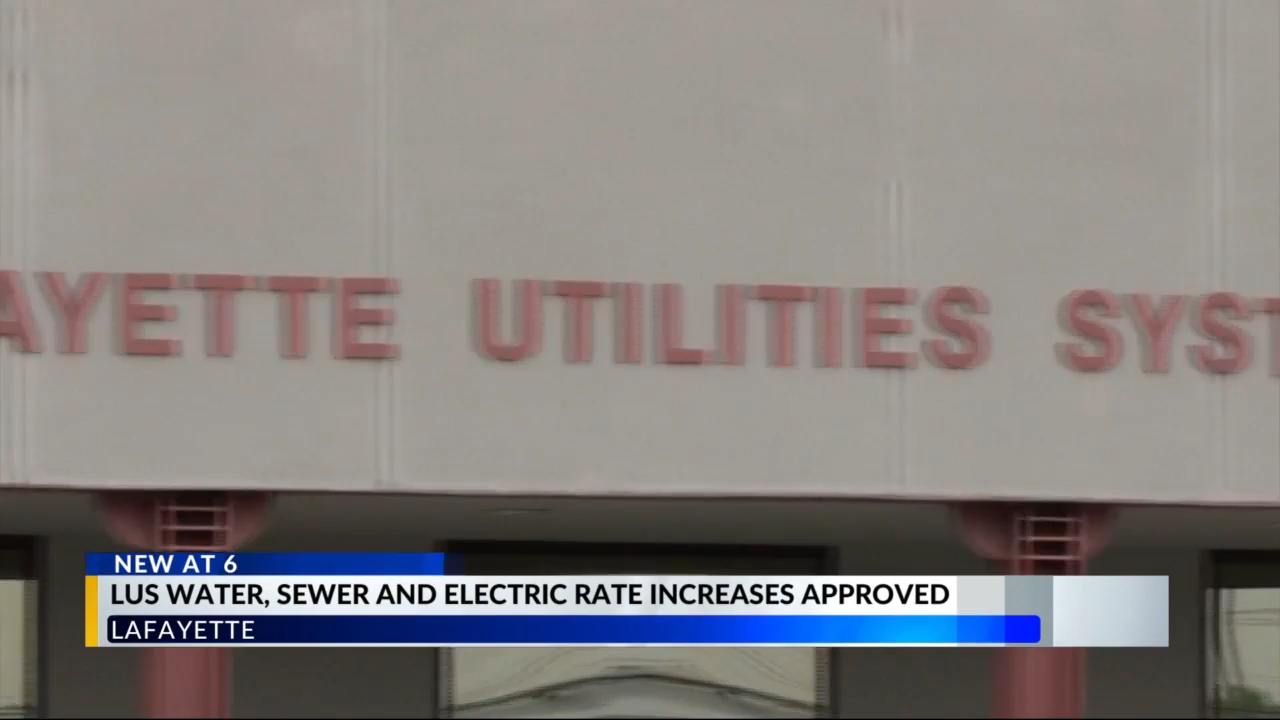 AYETTE UTILITIES SYST
NEW AT 6
LUS WATER, SEWER AND ELECTRIC RATE INCREASES APPROVED
LAFAYETTE